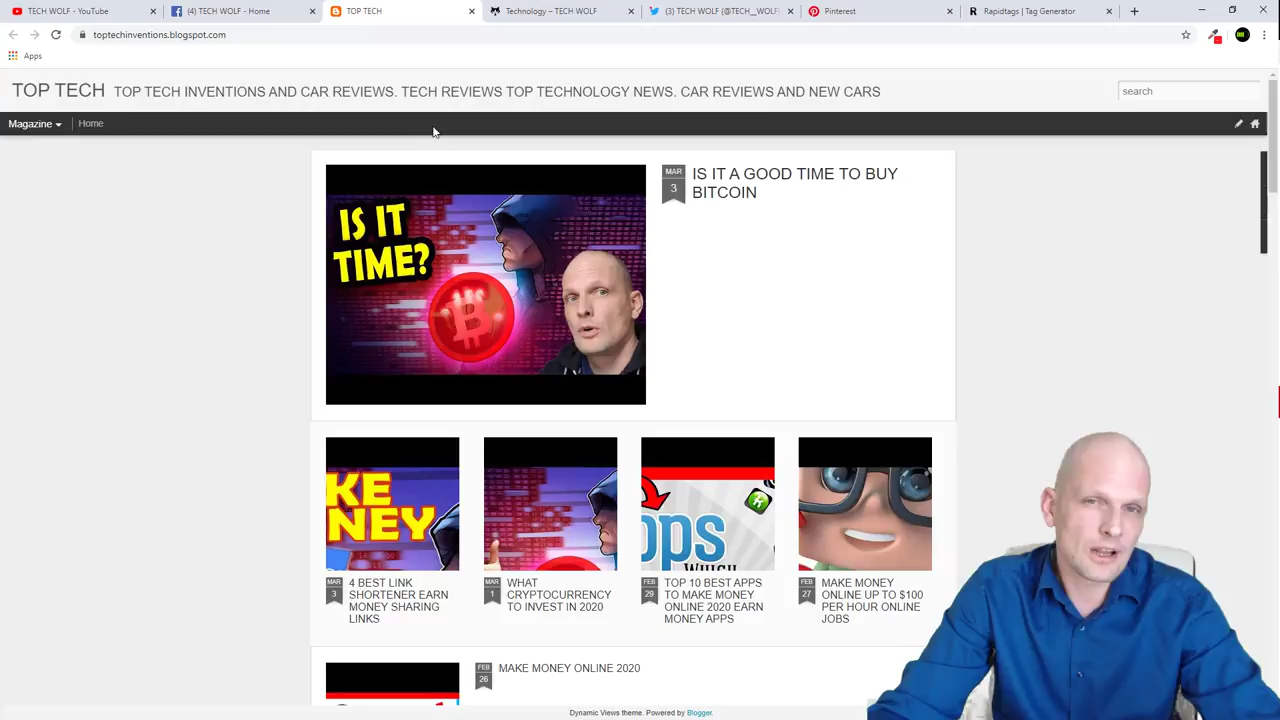 TECH WOLF - YouTube
(4) TECH WOLF - Home
TOP TECH
Technology – TECH WOLF
(3) TECH WOLF (@TECH__WOLF)
Pinterest
Rapidtags | Tag Generator
toptechinventions.blogspot.com
Apps
TOP TECH TOP TECH INVENTIONS AND CAR REVIEWS. TECH REVIEWS TOP TECHNOLOGY NEWS. CAR REVIEWS AND NEW CARS
search
Magazine Home
IS IT
TIME?
MAR
3
IS IT A GOOD TIME TO BUY
BITCOIN
KE
NEY
pps
WHICH
MAR
3
4 BEST LINK
SHORTENER EARN
MONEY SHARING
LINKS
MAR
1
WHAT
CRYPTOCURRENCY
TO INVEST IN 2020
FEB
29
TOP 10 BEST APPS
TO MAKE MONEY
ONLINE 2020 EARN
MONEY APPS
FEB
27
MAKE MONEY
ONLINE UP TO $100
PER HOUR ONLINE
JOBS
FEB
26
MAKE MONEY ONLINE 2020
Dynamic Views theme. Powered by Blogger.